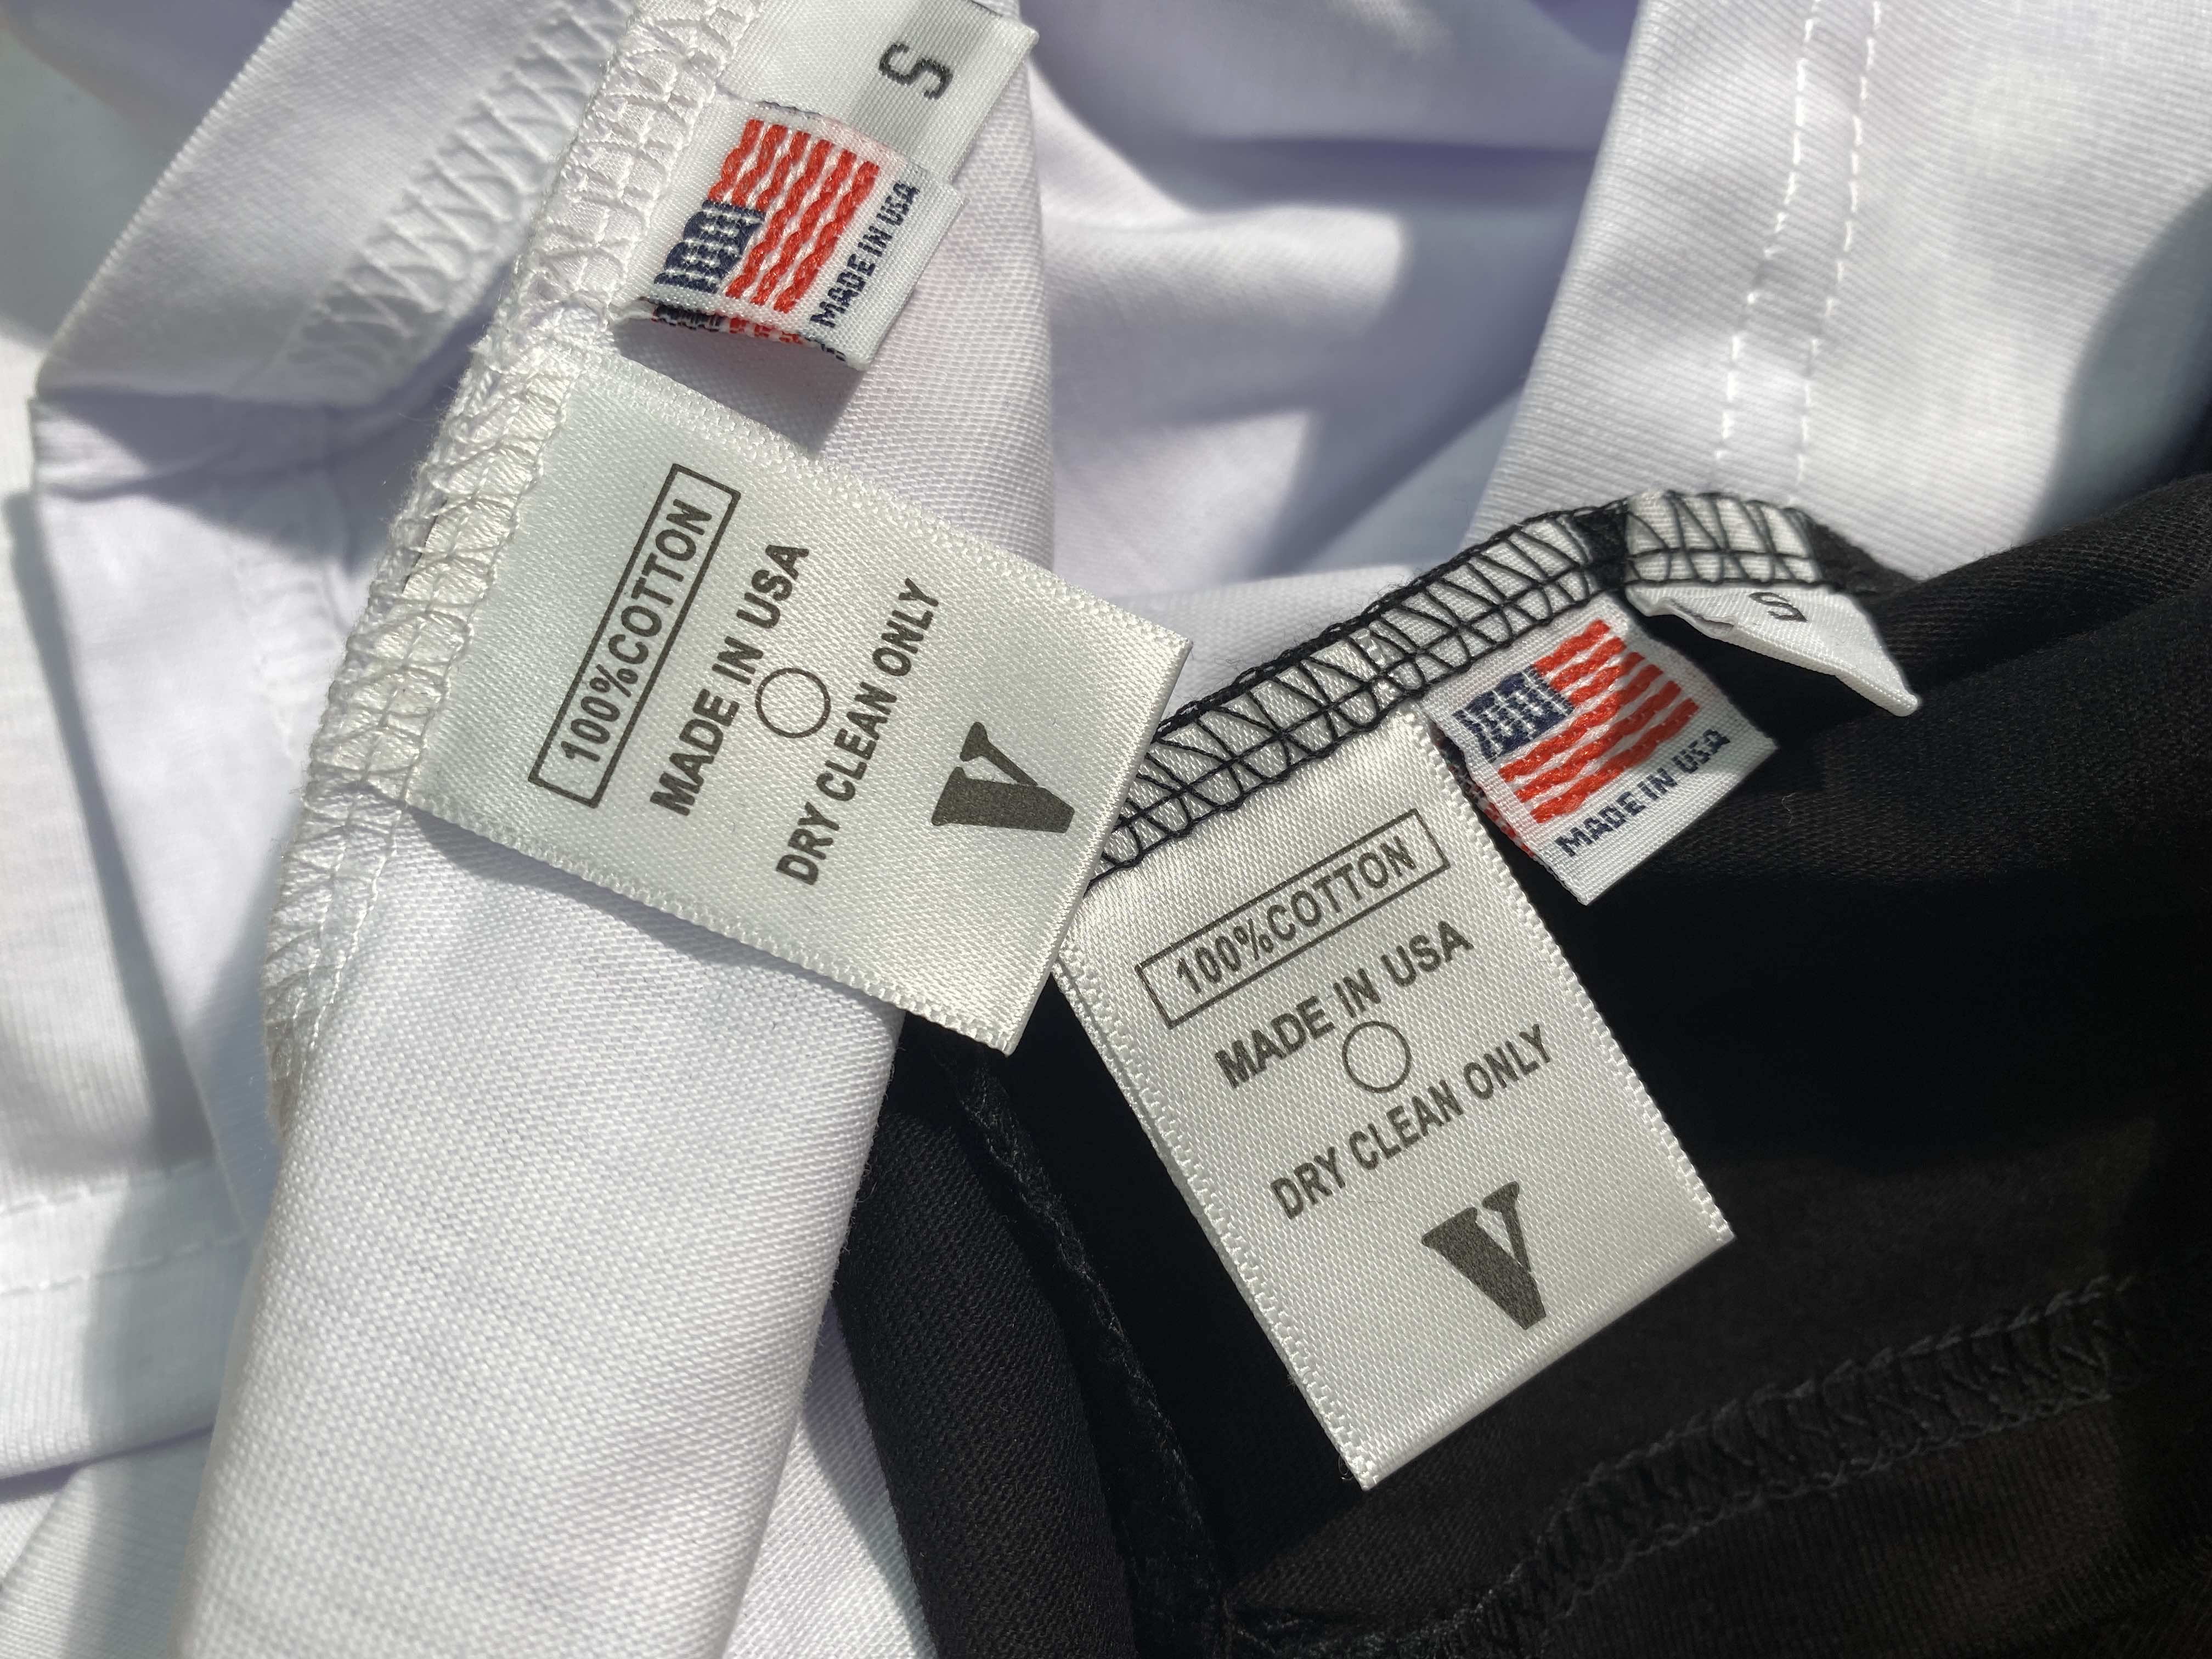 S
MADE IN USA
100%COTTON
MADE IN USA
DRY CLEAN ONLY
V
S
MADE IN USA
100%COTTON
MADE IN USA
DRY CLEAN ONLY
V